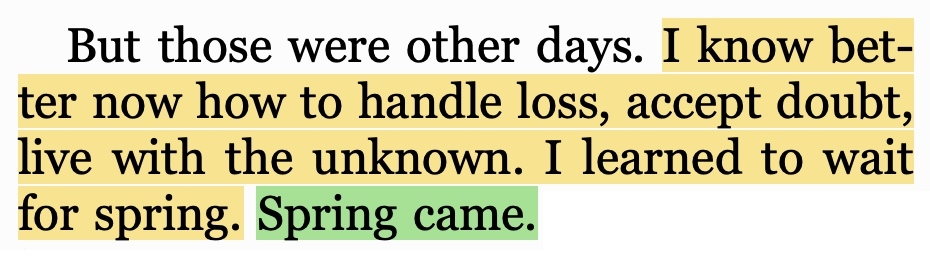 But those were other days. I know bet-
ter now how to handle loss, accept doubt,
live with the unknown. I learned to wait
for spring. Spring came.